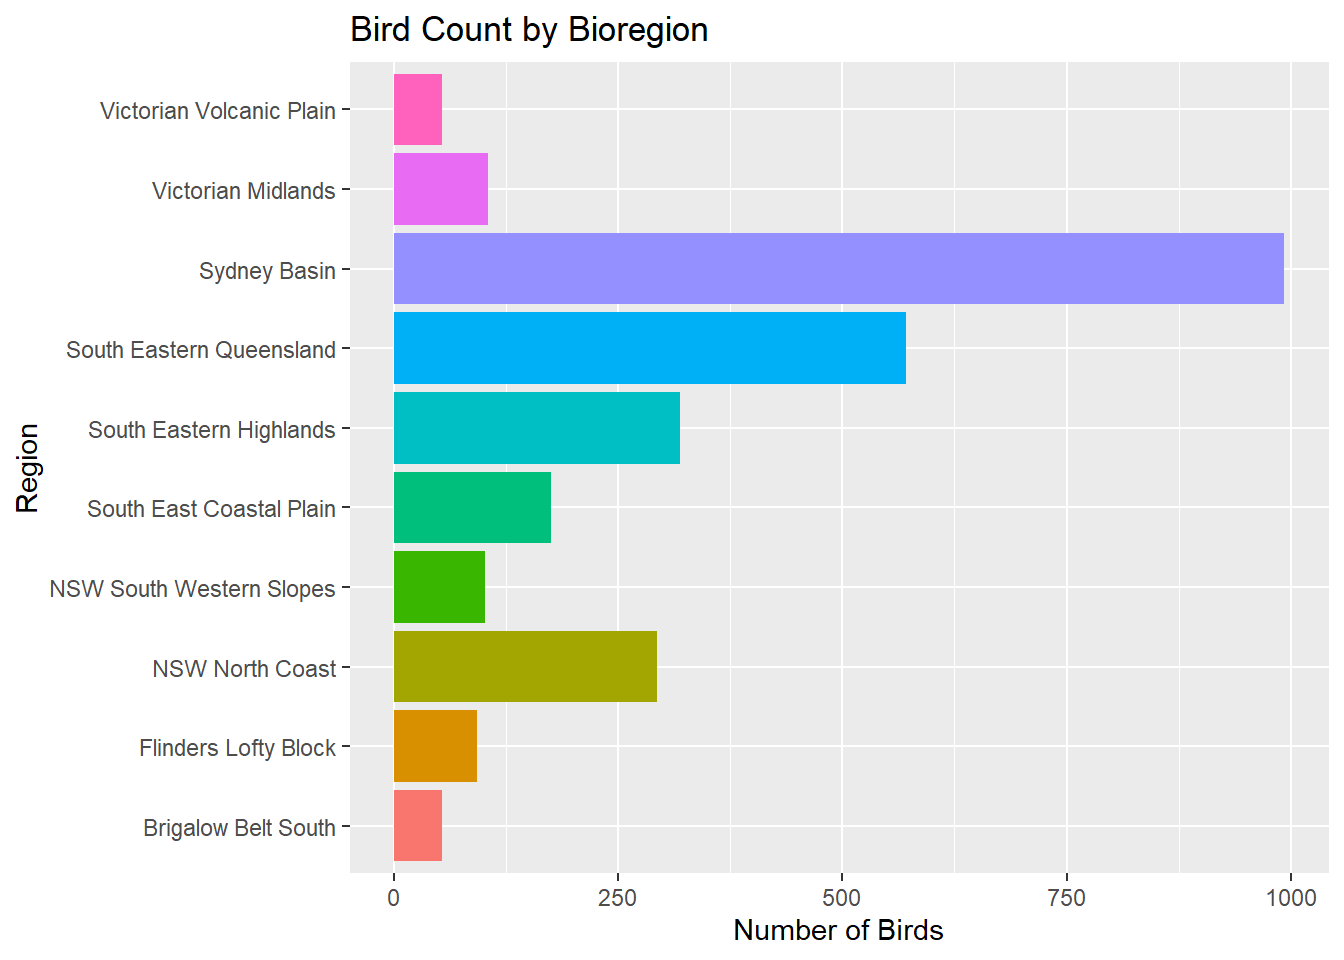 Bird Count by Bioregion
Victorian Volcanic Plain
Victorian Midlands
Sydney Basin
South Eastern Queensland
South Eastern Highlands
South East Coastal Plain
NSW South Western Slopes
NSW North Coast
Flinders Lofty Block
Brigalow Belt South
Region
0 250 500 750 1000
Number of Birds